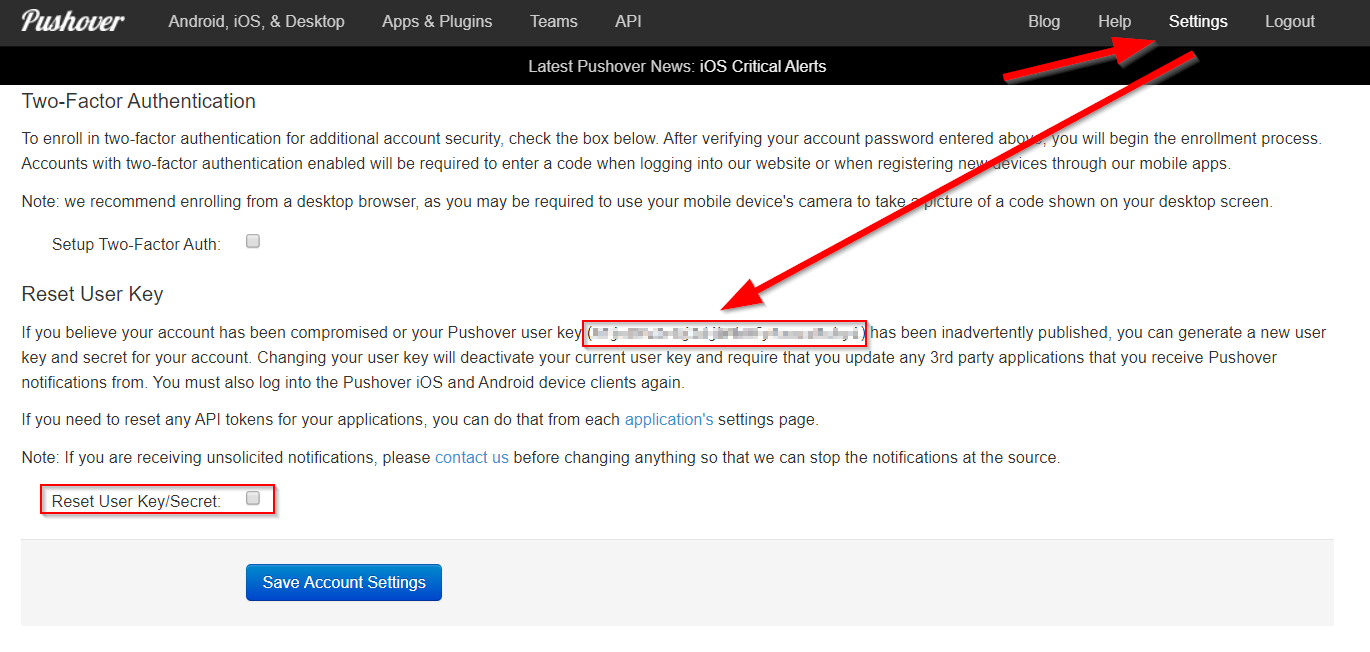 Pushover Android, iOS, & Desktop Apps & Plugins Teams API Blog Help Settings Logout
Latest Pushover News: iOS Critical Alerts
Two-Factor Authentication
To enroll in two-factor authentication for additional account security, check the box below. After verifying your account password entered above, you will begin the enrollment process.
Accounts with two-factor authentication enabled will be required to enter a code when logging into our website or when registering new devices through our mobile apps.
Note: we recommend enrolling from a desktop browser, as you may be required to use your mobile device's camera to take a picture of a code shown on your desktop screen.
Setup Two-Factor Auth:
Reset User Key
If you believe your account has been compromised or your Pushover user key ( ) has been inadvertently published, you can generate a new user
key and secret for your account. Changing your user key will deactivate your current user key and require that you update any 3rd party applications that you receive Pushover
notifications from. You must also log into the Pushover iOS and Android device clients again.
If you need to reset any API tokens for your applications, you can do that from each application's settings page.
Note: If you are receiving unsolicited notifications, please contact us before changing anything so that we can stop the notifications at the source.
Reset User Key/Secret:
Save Account Settings